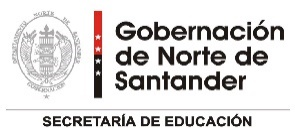 Gobernación
de Norte de
Santander
SECRETARÍA DE EDUCACIÓN